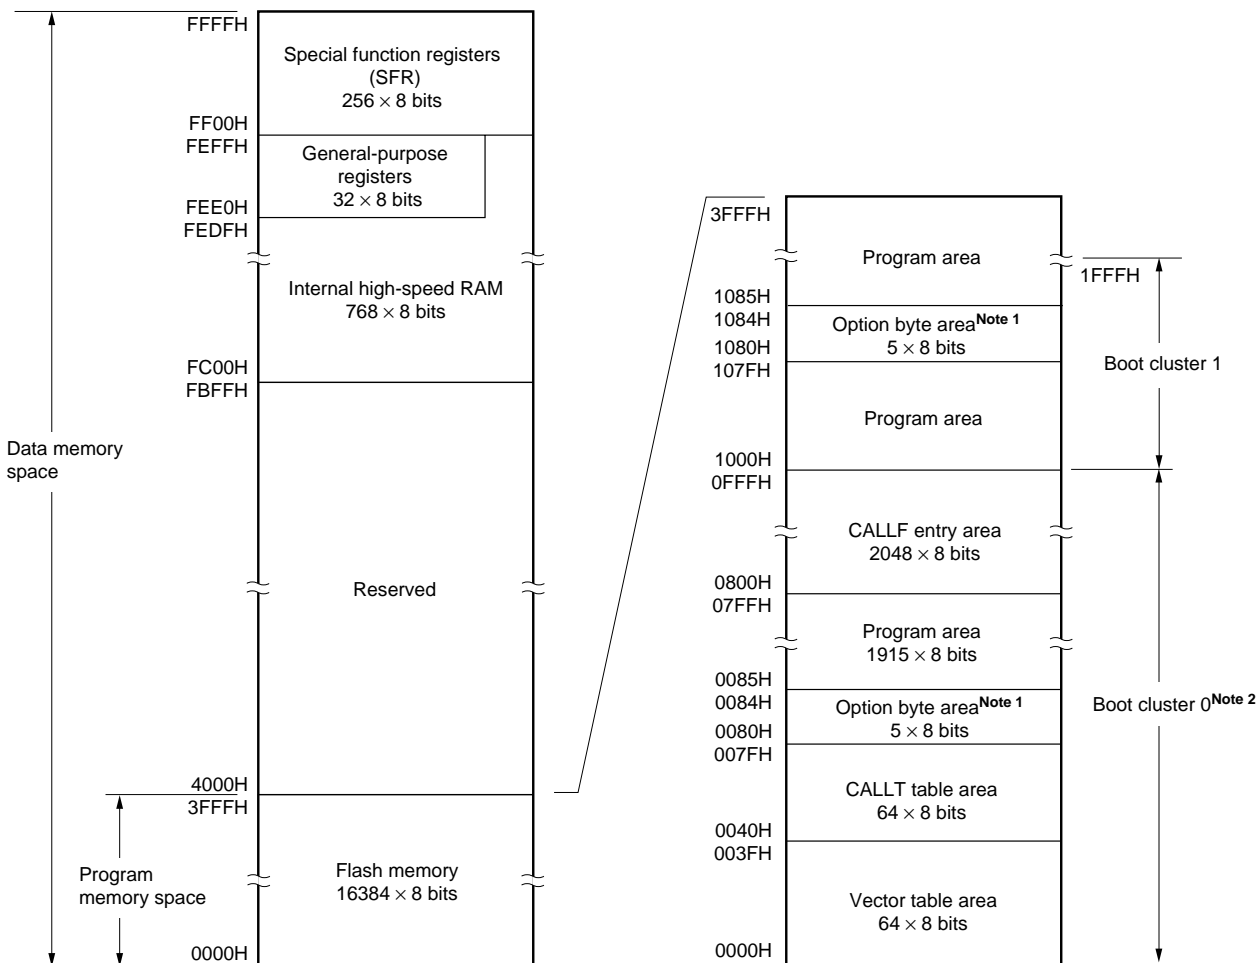 FFFFH
Special function registers
(SFR)
256 × 8 bits
FF00H
FEFFH
General-purpose
registers
32 × 8 bits
FEE0H
FEDFH
Internal high-speed RAM
768 × 8 bits
FC00H
FBFFH
Data memory
space
Reserved
4000H
3FFFH
Program
memory space
Flash memory
16384 × 8 bits
0000H
3FFFH
Program area
1FFFH
1085H
1084H
Option byte areaNote 1
5 × 8 bits
1080H
107FH
Boot cluster 1
Program area
1000H
0FFFH
CALLF entry area
2048 × 8 bits
0800H
07FFH
Program area
1915 × 8 bits
0085H
0084H
Option byte areaNote 1
5 × 8 bits
Boot cluster 0Note 2
0080H
007FH
CALLT table area
64 × 8 bits
0040H
003FH
Vector table area
64 × 8 bits
0000H